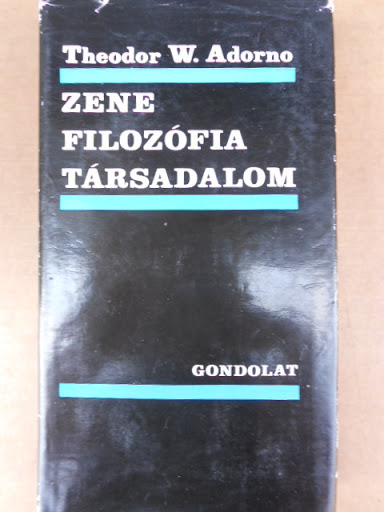 Theodor W. Adorno
ZENE
FILOZÓFIA
TÁRSADALOM
GONDOLAT